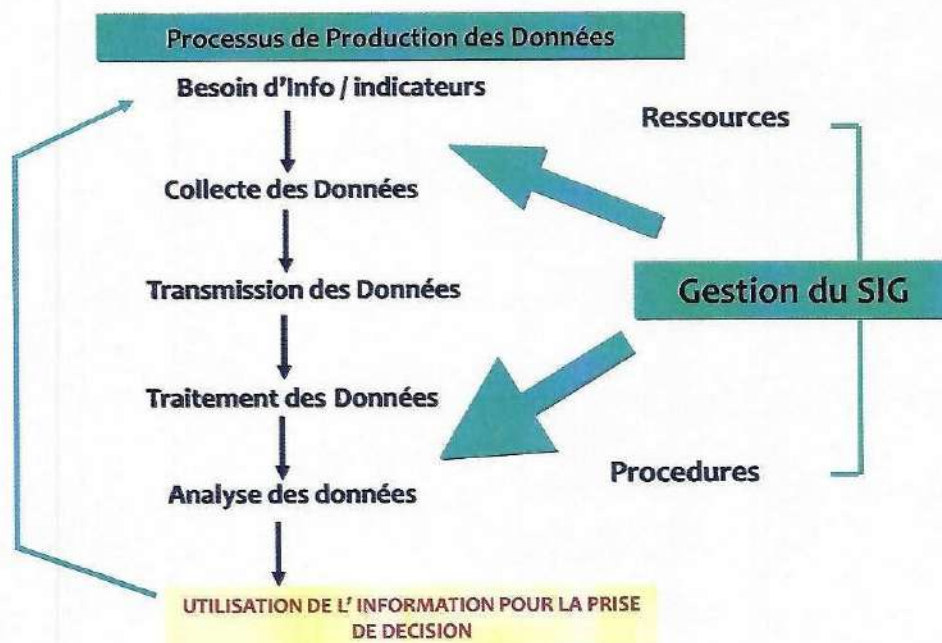 Processus de Production des Données
Besoin d'Info / indicateurs
Ressources
Collecte des Données
Transmission des Données
Gestion du SIG
Traitement des Données
Procedures
Analyse des données
UTILISATION DE L' INFORMATION POUR LA PRISE
DE DECISION